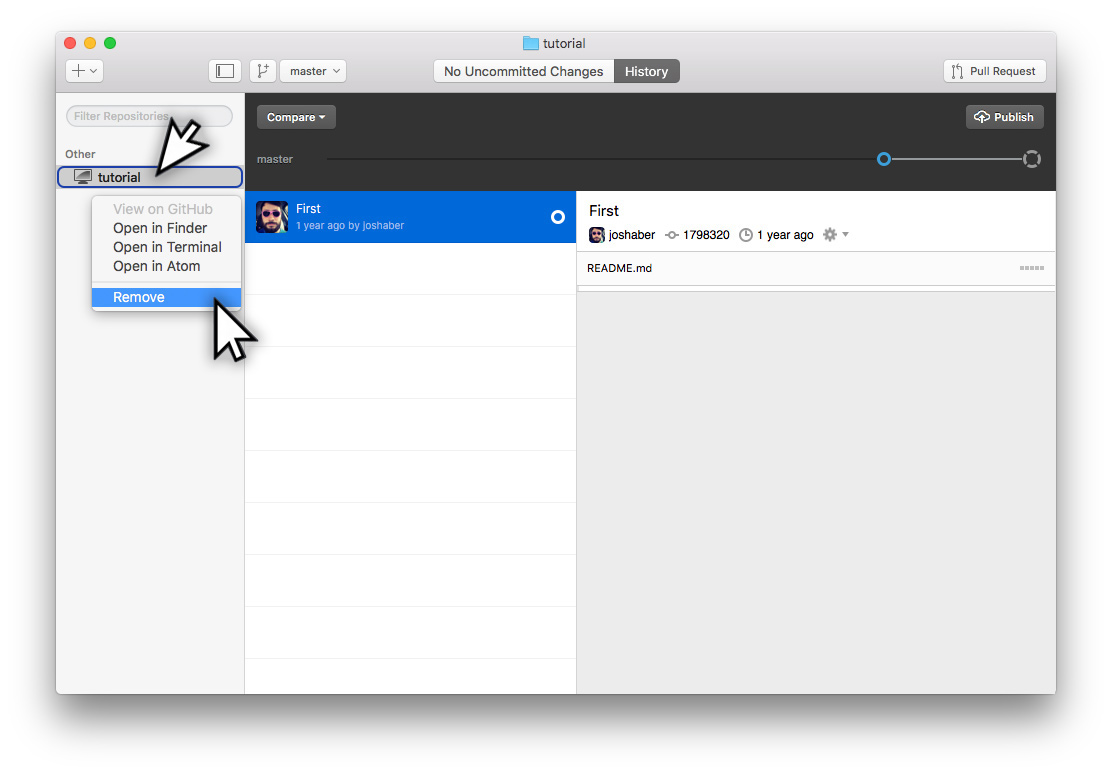 tutorial
master
No Uncommitted Changes
History
Pull Request
Filter Repositories
Other
tutorial
View on GitHub
Open in Finder
Open in Terminal
Open in Atom
Remove
Compare
Publish
master
First
1 year ago by joshaber
First
joshaber 1798320 1 year ago
README.md